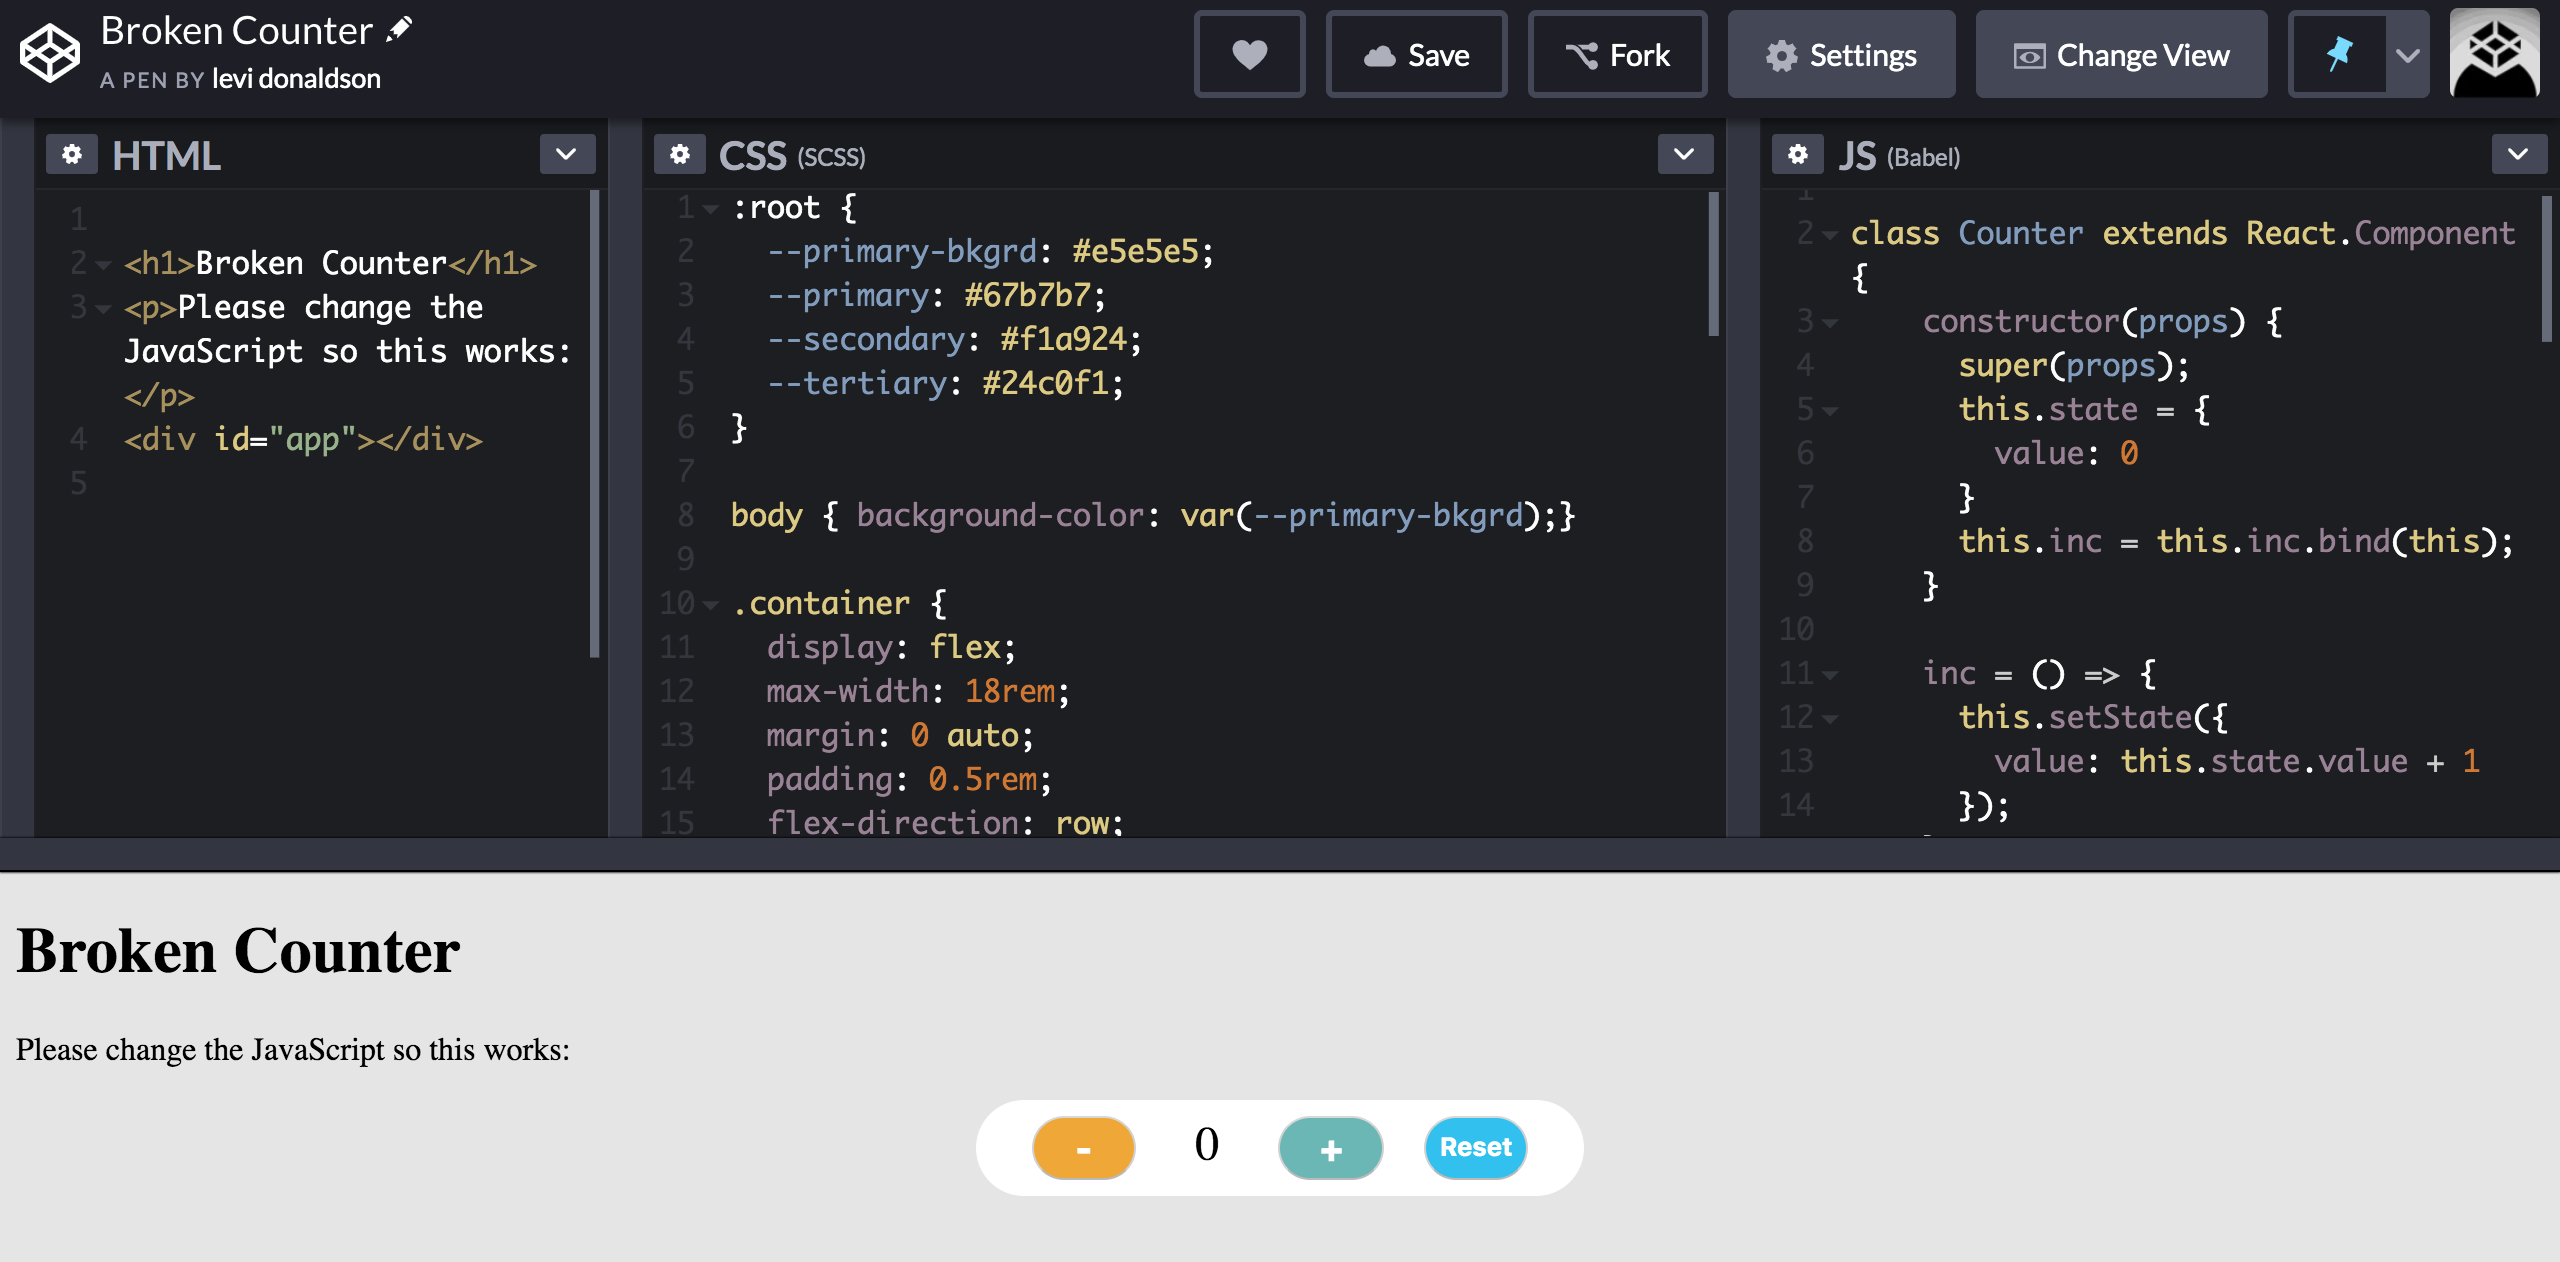 Broken Counter
A PEN BY levi donaldson
Save
Fork
Settings
Change View
HTML
1
2 <h1>Broken Counter</h1>
3 <p>Please change the
JavaScript so this works:
</p>
4 <div id="app"></div>
5
CSS (SCSS)
1 :root {
2 --primary-bkgrd: #e5e5e5;
3 --primary: #67b7b7;
4 --secondary: #f1a924;
5 --tertiary: #24c0f1;
6 }
7
8 body { background-color: var(--primary-bkgrd);}
9
10 .container {
11 display: flex;
12 max-width: 18rem;
13 margin: 0 auto;
14 padding: 0.5rem;
15 flex-direction: row;
JS (Babel)
1
2 class Counter extends React.Component
{
3 constructor(props) {
4 super(props);
5 this.state = {
6 value: 0
7 }
8 this.inc = this.inc.bind(this);
9 }
10
11 inc = () => {
12 this.setState({
13 value: this.state.value + 1
14 });
Broken Counter
Please change the JavaScript so this works:
- 0 + Reset